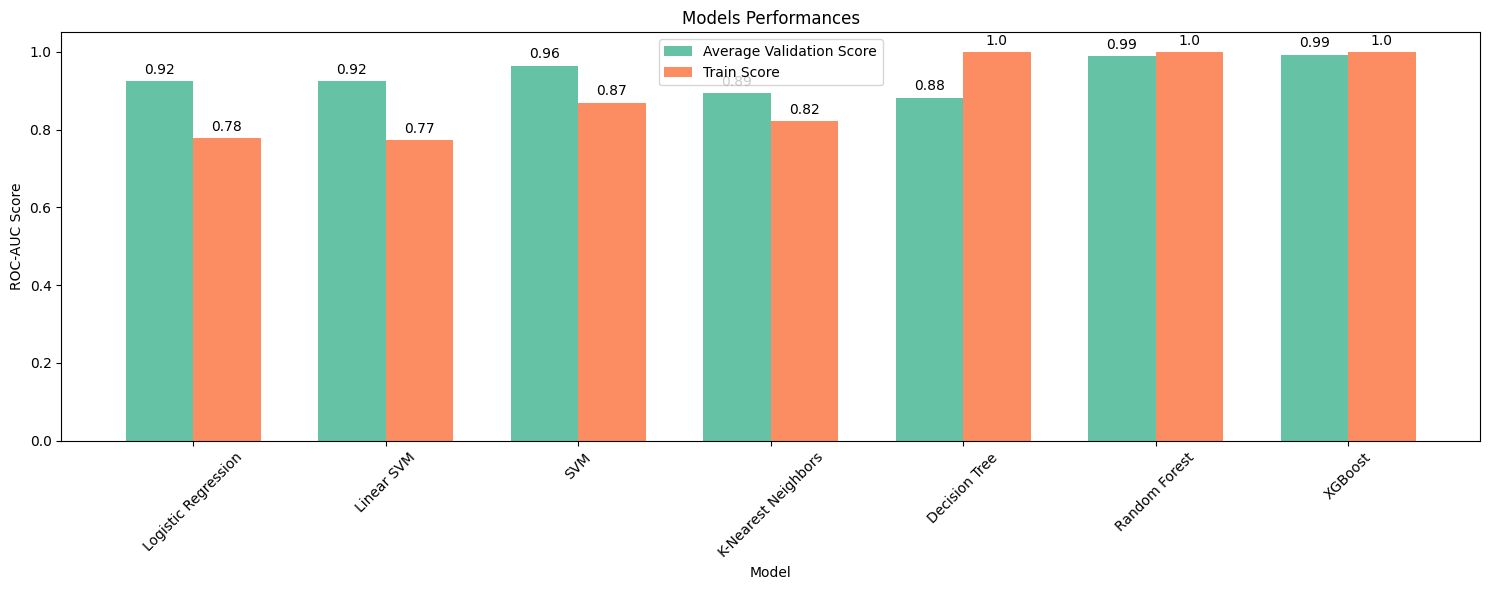 Models Performances
Average Validation Score
Train Score
ROC-AUC Score
1.0
0.8
0.6
0.4
0.2
0.0
0.92
0.78
0.92
0.77
0.96
0.87
0.89
0.82
0.88
1.0
0.99
1.0
0.99
1.0
Logistic Regression
Linear SVM
SVM
K-Nearest Neighbors
Decision Tree
Random Forest
XGBoost
Model